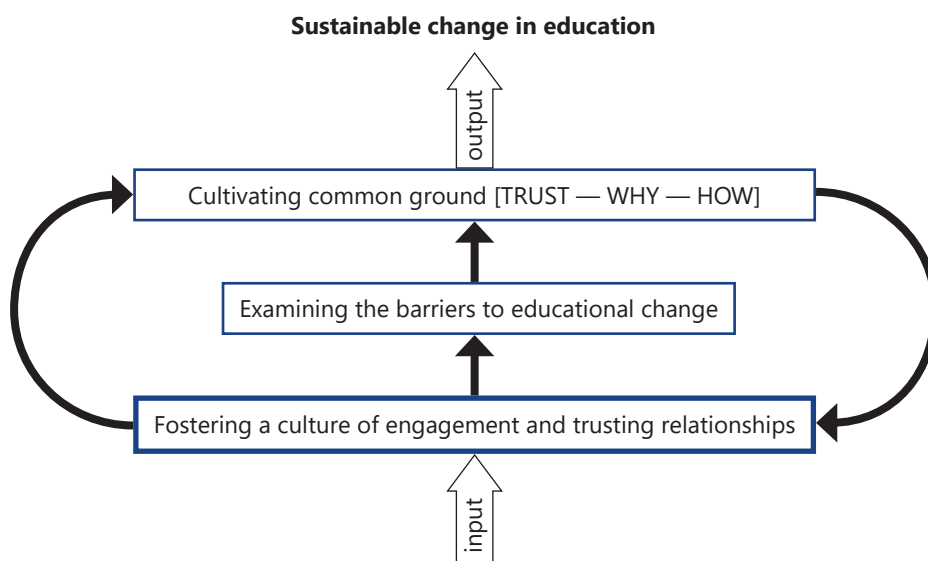 Sustainable change in education
output
Cultivating common ground [TRUST — WHY — HOW]
Examining the barriers to educational change
Fostering a culture of engagement and trusting relationships
input